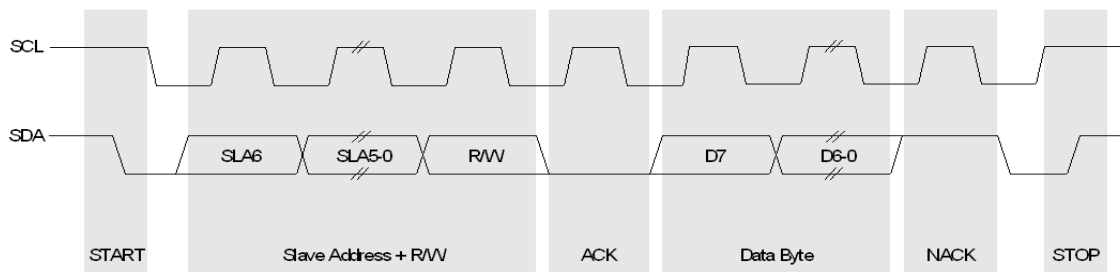 SCL
SDA
SLA6
SLA5-0
R/W
D7
D6-0
START
Slave Address + R/W
ACK
Data Byte
NACK
STOP